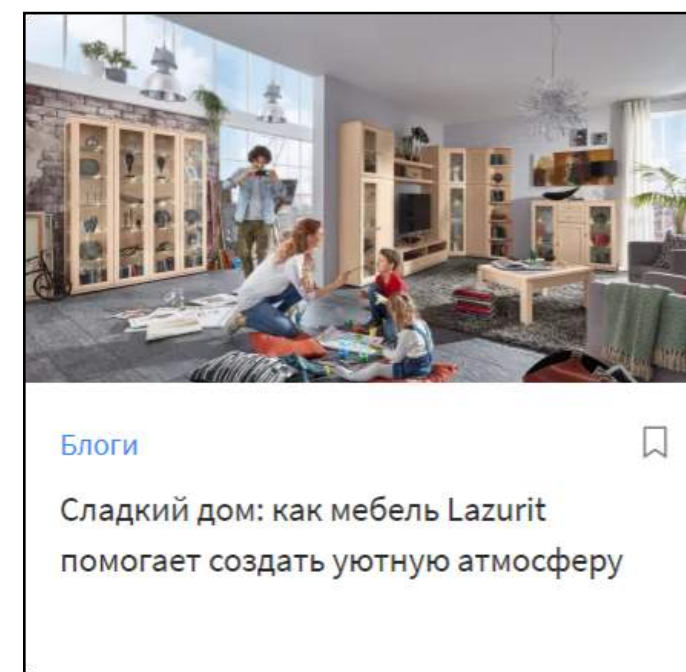 Блоги
Сладкий дом: как мебель Lazurit
помогает создать уютную атмосферу